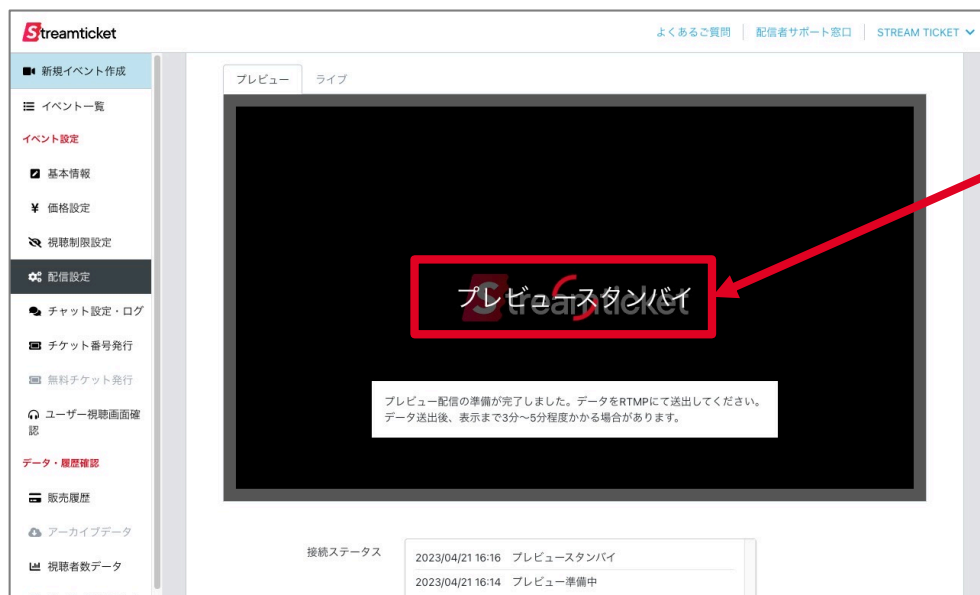 Streamticket
よくあるご質問
配信者サポート窓口
STREAM TICKET
新規イベント作成
イベント一覧
イベント設定
基本情報
¥ 価格設定
視聴制限設定
配信設定
チャット設定・ログ
チケット番号発行
無料チケット発行
ユーザー視聴画面確
認
データ・履歴確認
販売履歴
アーカイブデータ
視聴者数データ
プレビュー
ライブ
プレビュースタンバイ
Streamticket
プレビュー配信の準備が完了しました。データをRTMPにて送出してください。
データ送出後、表示まで3分〜5分程度かかる場合があります。
接続ステータス
2023/04/21 16:16 プレビュースタンバイ
2023/04/21 16:14 プレビュー準備中